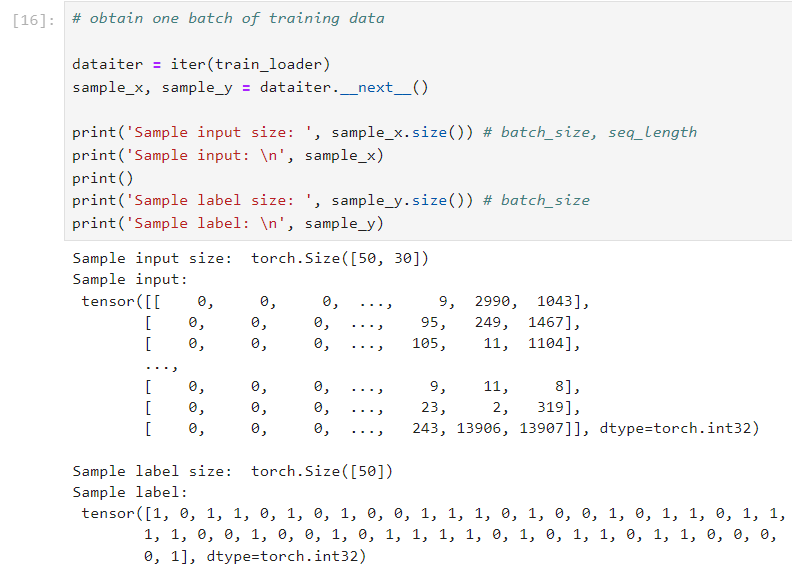 [16]: # obtain one batch of training data
dataiter = iter(train_loader)
sample_x, sample_y = dataiter.__next__()
print('Sample input size: ', sample_x.size()) # batch_size, seq_length
print('Sample input: \n', sample_x)
print()
print('Sample label size: ', sample_y.size()) # batch_size
print('Sample label: \n', sample_y)
Sample input size:  torch.Size([50, 30])
Sample input:
 tensor([[    0,     0,     0,  ...,     9,  2990,  1043],
        [    0,     0,     0,  ...,    95,   249,  1467],
        [    0,     0,     0,  ...,   105,    11,  1104],
        ...,
        [    0,     0,     0,  ...,     9,    11,     8],
        [    0,     0,     0,  ...,    23,     2,   319],
        [    0,     0,     0,  ...,   243, 13906, 13907]], dtype=torch.int32)
Sample label size:  torch.Size([50])
Sample label:
 tensor([1, 0, 1, 1, 0, 1, 0, 1, 0, 0, 1, 1, 1, 0, 1, 0, 0, 1, 0, 1, 1, 0, 1, 1,
        1, 1, 0, 0, 1, 0, 0, 1, 0, 1, 1, 1, 1, 0, 1, 0, 1, 1, 0, 1, 1, 0, 0, 0,
        0, 1], dtype=torch.int32)